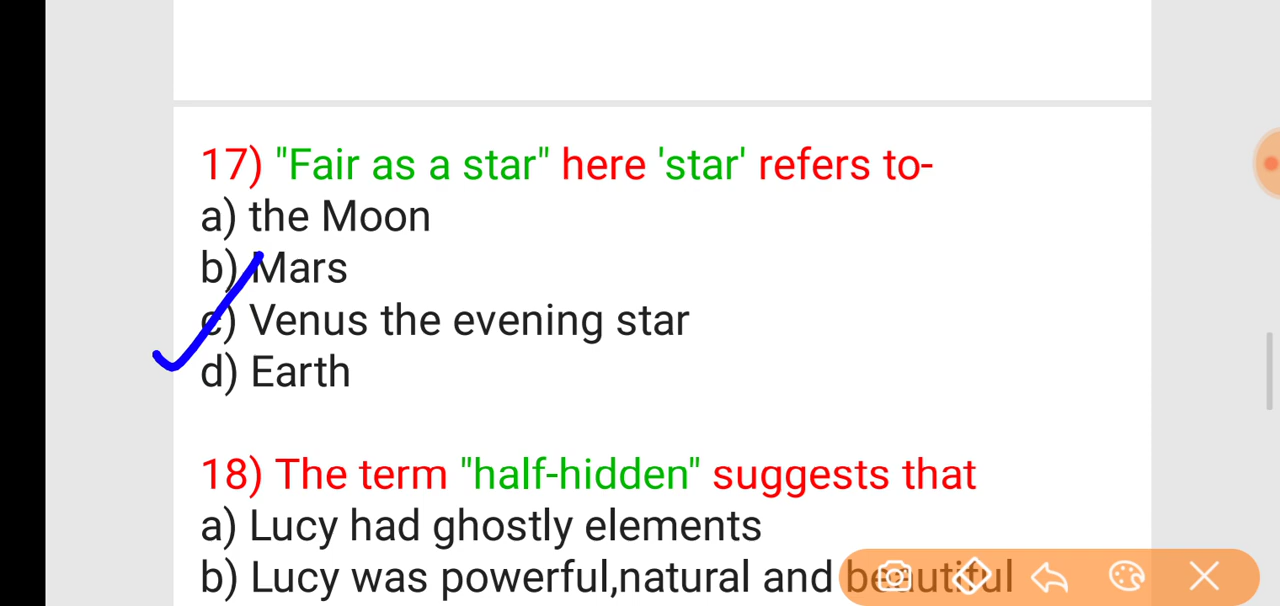 17) "Fair as a star" here 'star' refers to-
a) the Moon
b) Mars
c) Venus the evening star
d) Earth
18) The term "half-hidden" suggests that
a) Lucy had ghostly elements
b) Lucy was powerful,natural and beautiful